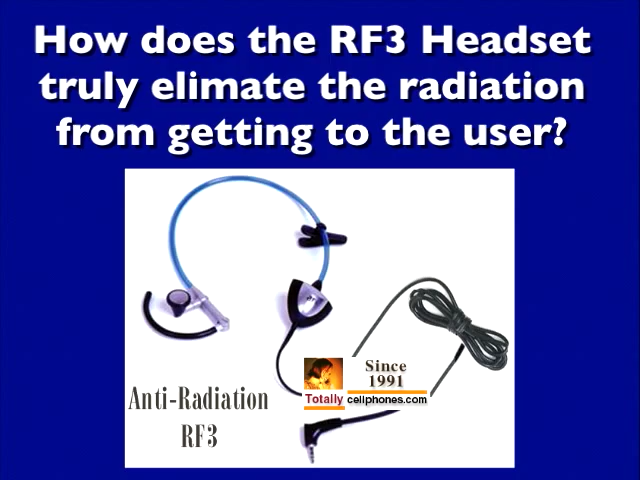 How does the RF3 Headset
truly elimate the radiation
from getting to the user?
Since
1991
Totally cellphones.com
Anti-Radiation
RF3